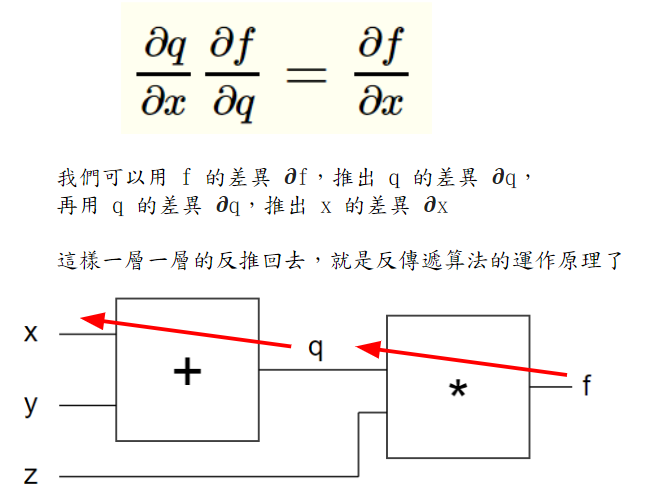 ∂q ∂f = ∂f
∂x ∂q ∂x
我們可以用 f 的差異 ∂f，推出 q 的差異 ∂q，
再用 q 的差異 ∂q，推出 x 的差異 ∂x
這樣一層一層的反推回去，就是反傳遞算法的運作原理了
x
q
+
*
f
y
z